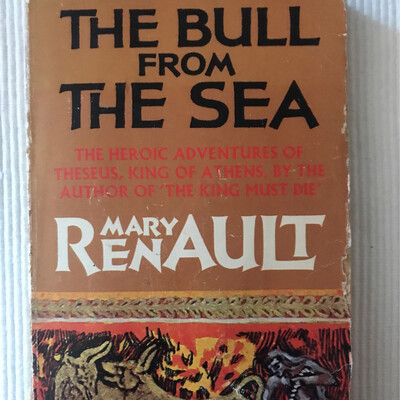 THE BULL
FROM
THE SEA
THE HEROIC ADVENTURES OF
THESEUS, KING OF ATHENS, BY THE
AUTHOR OF 'THE KING MUST DIE'
MARY
RENAULT